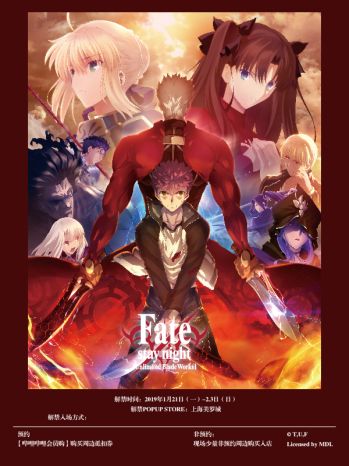 Fate
stay night
[Unlimited Blade Works]
解禁时间：2019年1月21日（一）~2.3日（日）
解禁POPUP STORE：上海美罗城
解禁入场方式：
预约
【哔哩哔哩会员购】购买周边抵扣券
非预约：
现场少量非预约周边购买入店
© T,U,F
Licensed by MDL